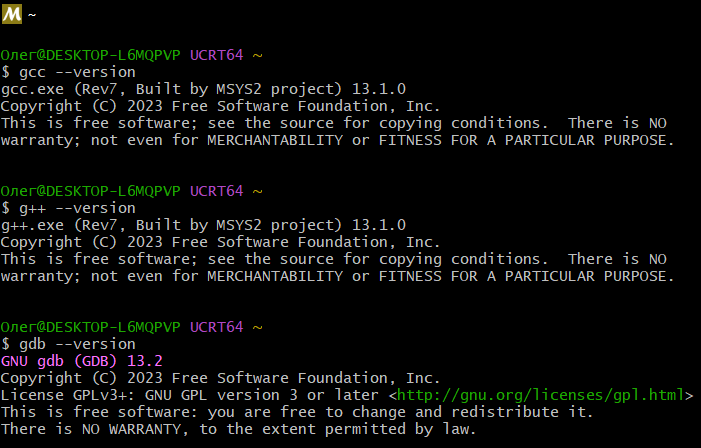 M ~
Олег@DESKTOP-L6MQPVP UCRT64 ~
$ gcc --version
gcc.exe (Rev7, Built by MSYS2 project) 13.1.0
Copyright (C) 2023 Free Software Foundation, Inc.
This is free software; see the source for copying conditions.  There is NO
warranty; not even for MERCHANTABILITY or FITNESS FOR A PARTICULAR PURPOSE.
Олег@DESKTOP-L6MQPVP UCRT64 ~
$ g++ --version
g++.exe (Rev7, Built by MSYS2 project) 13.1.0
Copyright (C) 2023 Free Software Foundation, Inc.
This is free software; see the source for copying conditions.  There is NO
warranty; not even for MERCHANTABILITY or FITNESS FOR A PARTICULAR PURPOSE.
Олег@DESKTOP-L6MQPVP UCRT64 ~
$ gdb --version
GNU gdb (GDB) 13.2
Copyright (C) 2023 Free Software Foundation, Inc.
License GPLv3+: GNU GPL version 3 or later <http://gnu.org/licenses/gpl.html>
This is free software: you are free to change and redistribute it.
There is NO WARRANTY, to the extent permitted by law.